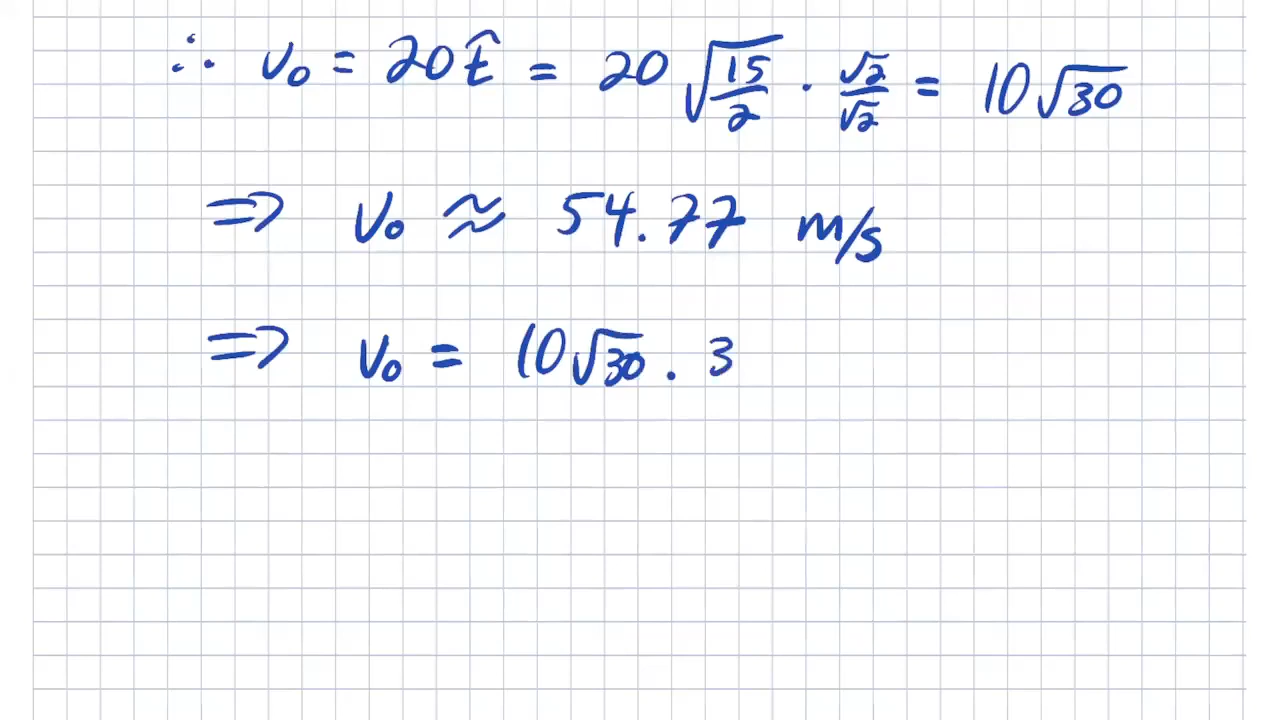 ∴ v₀ = 20t̂ = 20 √(15/2) · √2/√2 = 10√30
⇒ v₀ ≈ 54.77 m/s
⇒ v₀ = 10√30 . 3